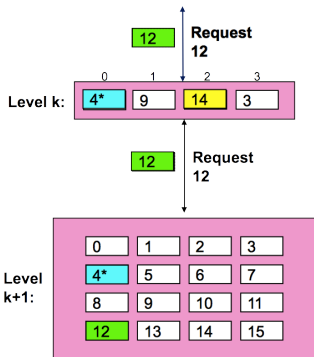 12 Request
12
0 1 2 3
Level k: 4* 9 14 3
12 Request
12
0 1 2 3
Level 4* 5 6 7
k+1: 8 9 10 11
12 13 14 15